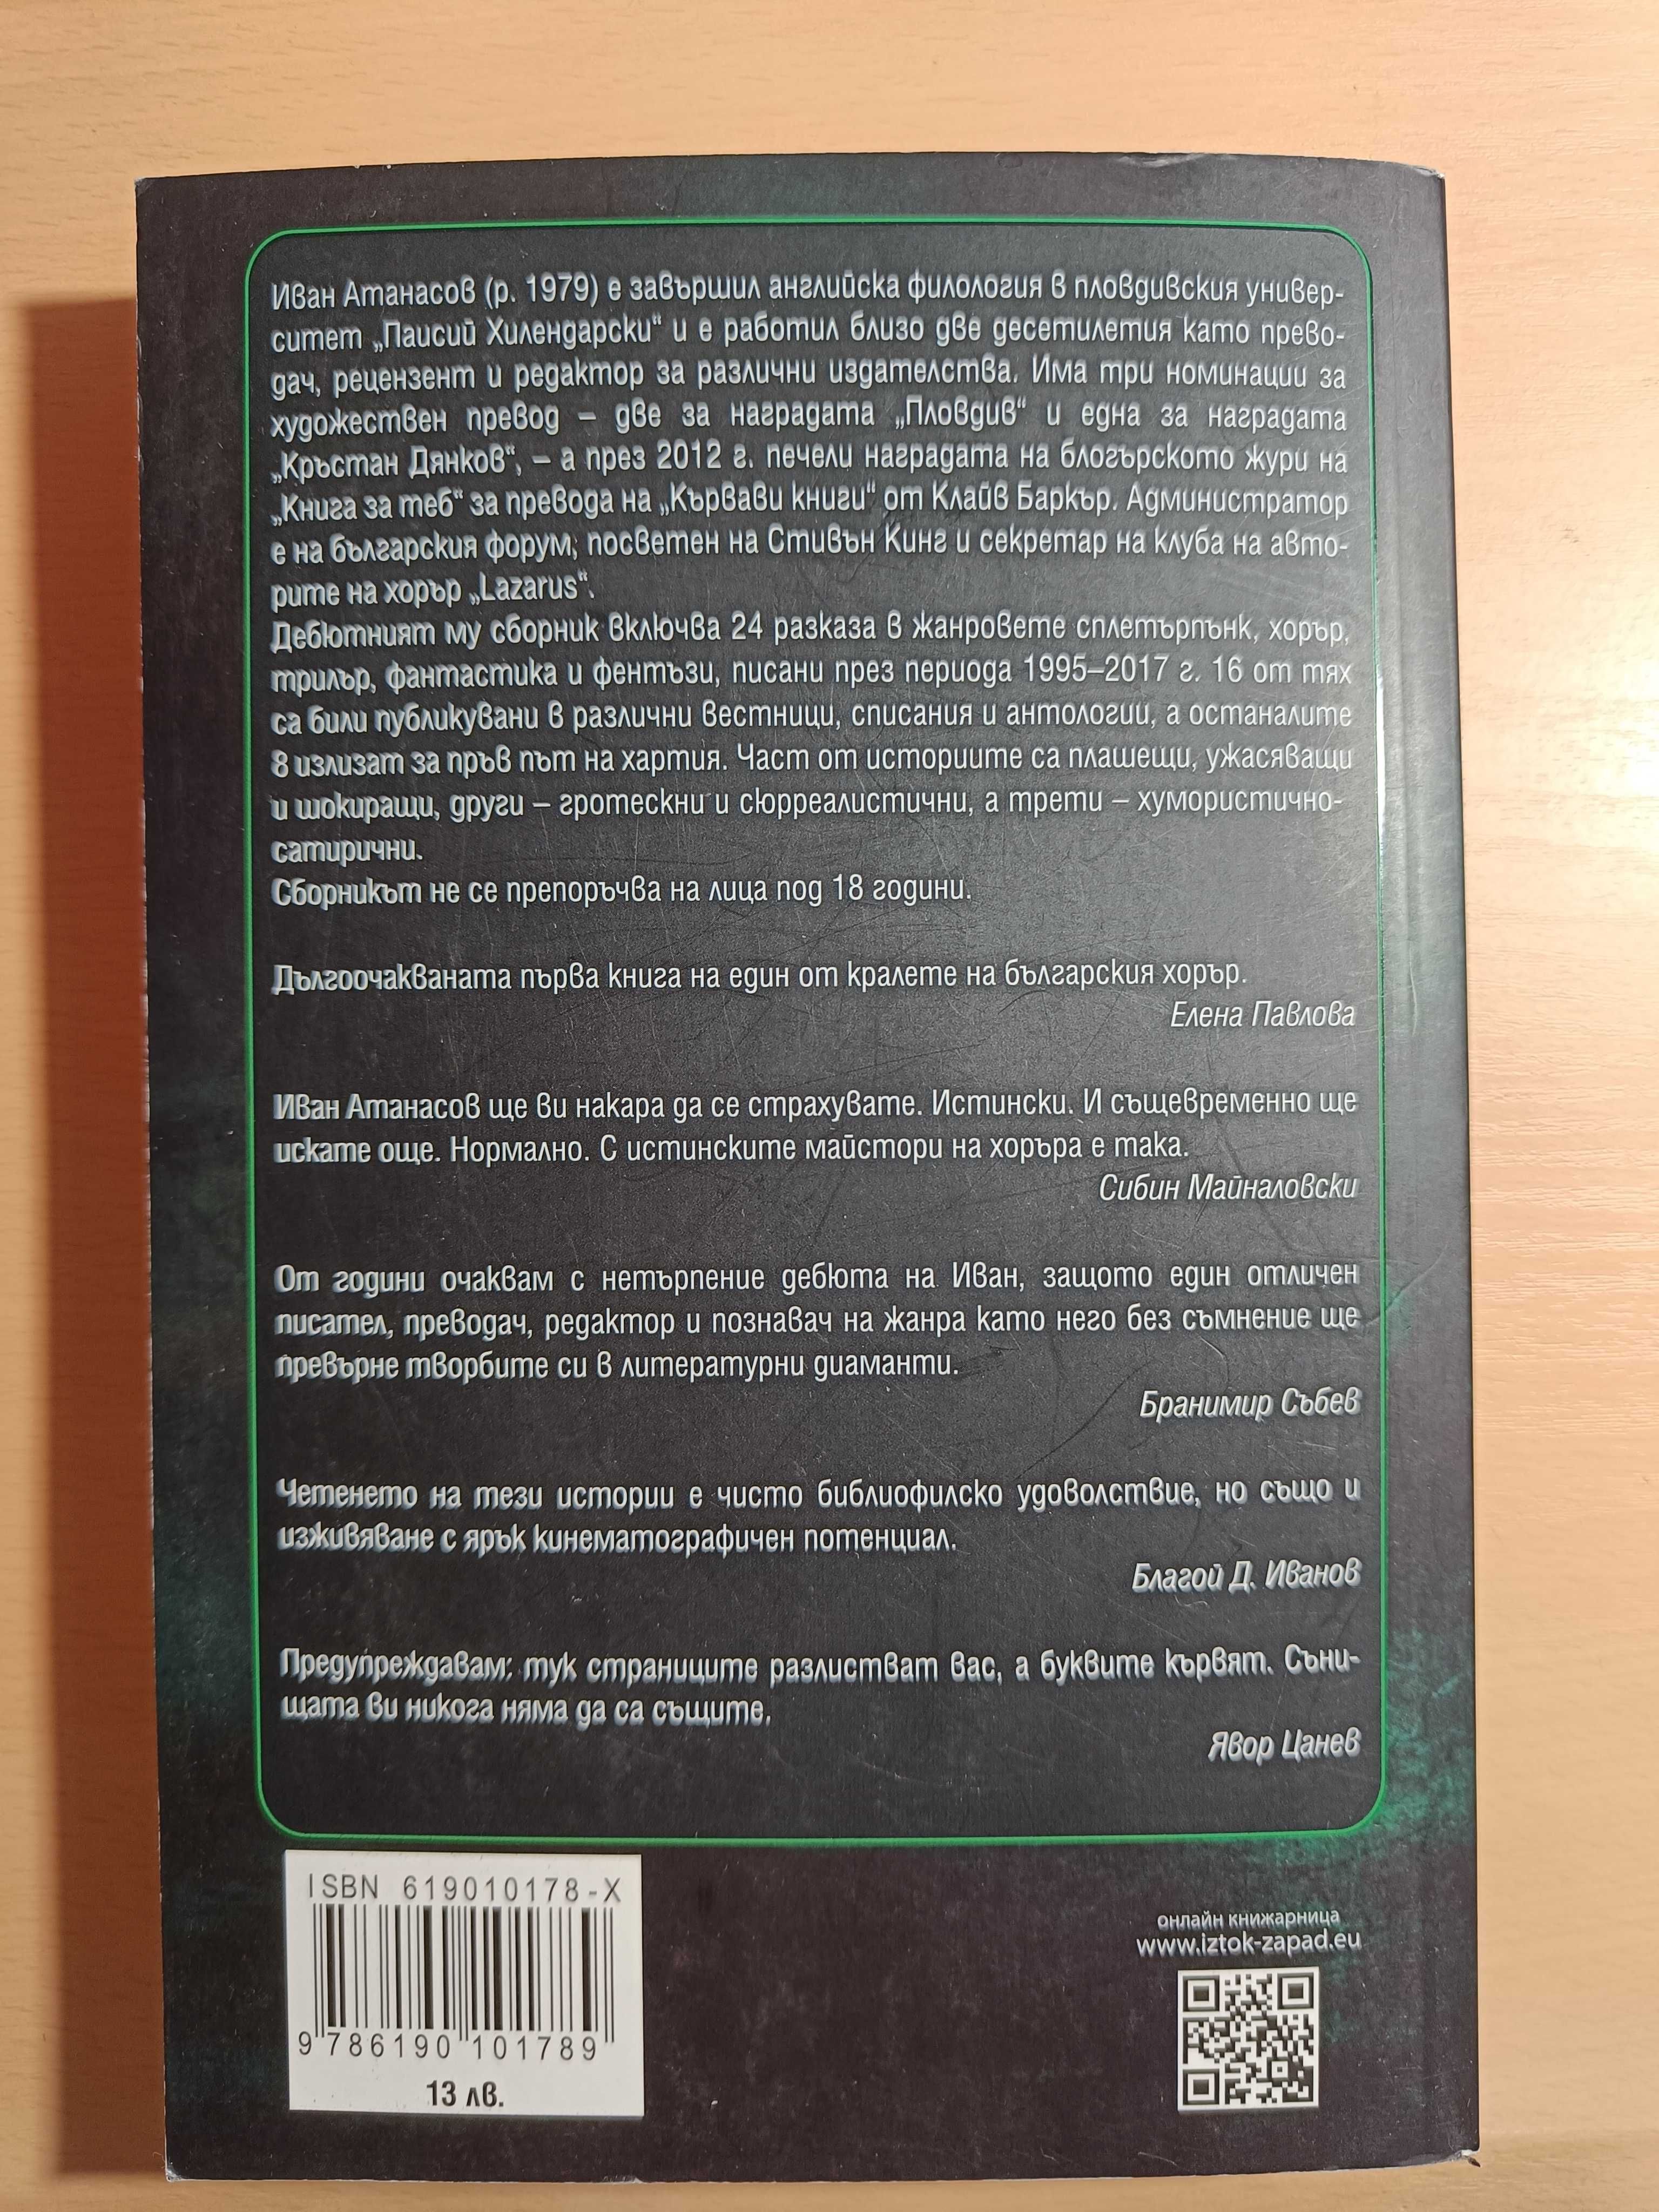 Иван Атанасов (р. 1979) е завършил английска филология в пловдивския универ-
ситет „Паисий Хилендарски“ и е работил близо две десетилетия като прево-
дач, рецензент и редактор за различни издателства. Има три номинации за
художествен превод – две за наградата „Пловдив“ и една за наградата
„Кръстан Дянков“, – а през 2012 г. печели наградата на блогърското жури на
„Книга за теб“ за превода на „Кървави книги“ от Клайв Баркър. Администратор
е на българския форум, посветен на Стивън Кинг и секретар на клуба на авто-
рите на хорър „Lazarus“.
Дебютният му сборник включва 24 разказа в жанровете сплетърпънк, хорър,
трилър, фантастика и фентъзи, писани през периода 1995–2017 г. 16 от тях
са били публикувани в различни вестници, списания и антологии, а останалите
8 излизат за пръв път на хартия. Част от историите са плашещи, ужасяващи
и шокиращи, други – гротескни и сюрреалистични, а трети – хумористично-
сатирични.
Сборникът не се препоръчва на лица под 18 години.
Дългоочакваната първа книга на един от кралете на българския хорър.
Елена Павлова
Иван Атанасов ще ви накара да се страхувате. Истински. И същевременно ще
искате още. Нормално. С истинските майстори на хоръра е така.
Сибин Майналовски
От години очаквам с нетърпение дебюта на Иван, защото един отличен
писател, преводач, редактор и познавач на жанра като него без съмнение ще
превърне творбите си в литературни диаманти.
Бранимир Събев
Четенето на тези истории е чисто библиофилско удоволствие, но също и
изживяване с ярък кинематографичен потенциал.
Благой Д. Иванов
Предупреждавам: тук страниците разлистват вас, а буквите кървят. Съни-
щата ви никога няма да са същите.
Явор Цанев
ISBN 619010178-X
9 786190 101789
13 лв.
онлайн книжарница
www.iztok-zapad.eu